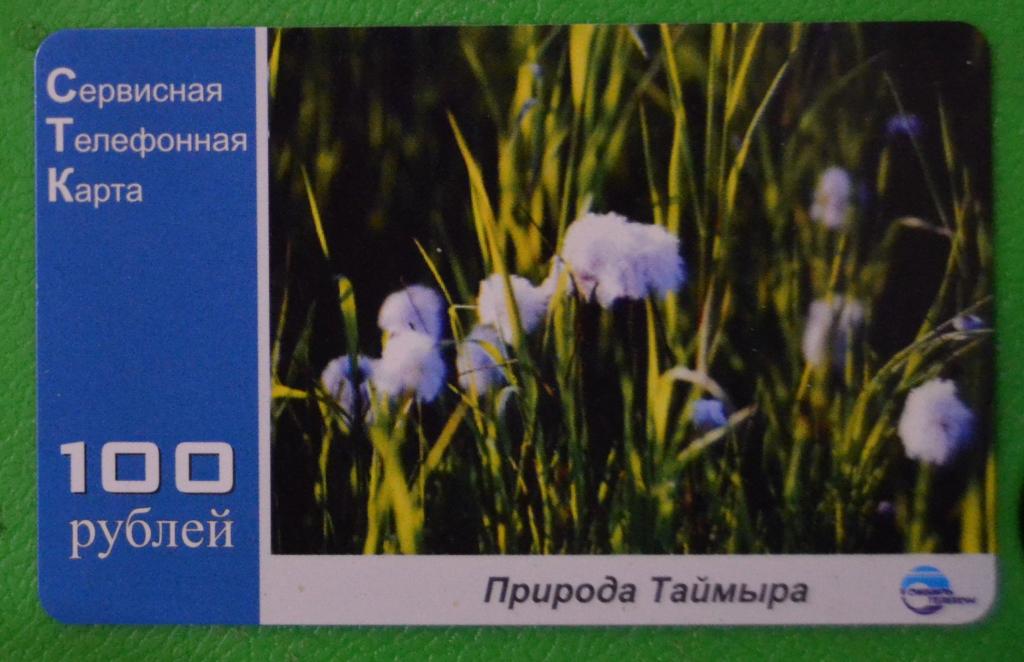 Сервисная
Телефонная
Карта
100
рублей
Природа Таймыра